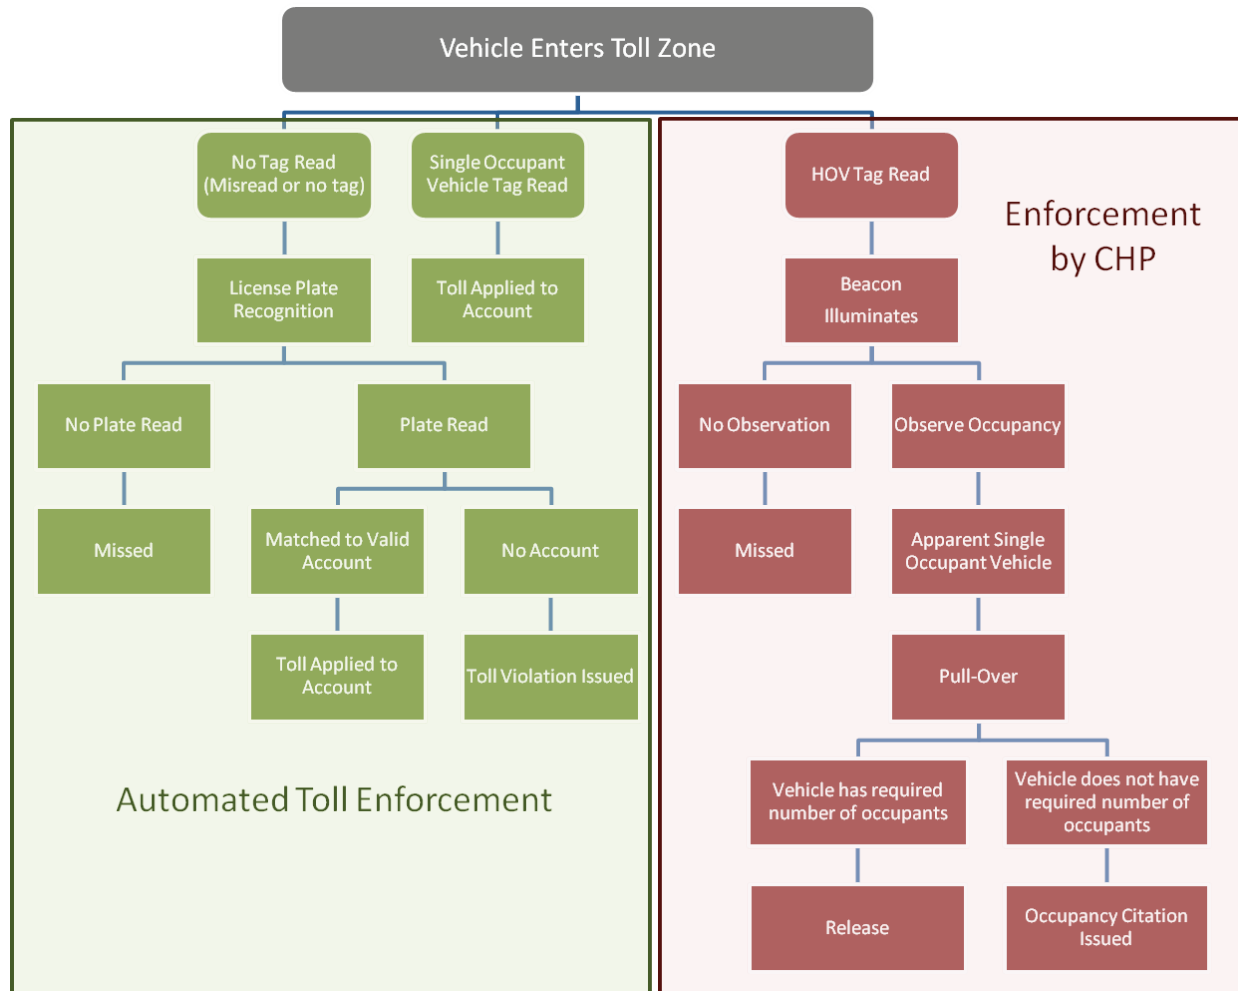 Vehicle Enters Toll Zone
No Tag Read
(Misread or no tag)
Single Occupant
Vehicle Tag Read
HOV Tag Read
Enforcement
by CHP
License Plate
Recognition
Toll Applied to
Account
Beacon
Illuminates
No Plate Read
Plate Read
No Observation
Observe Occupancy
Missed
Matched to Valid
Account
No Account
Missed
Apparent Single
Occupant Vehicle
Toll Applied to
Account
Toll Violation Issued
Pull-Over
Automated Toll Enforcement
Vehicle has required
number of occupants
Vehicle does not have
required number of
occupants
Release
Occupancy Citation
Issued